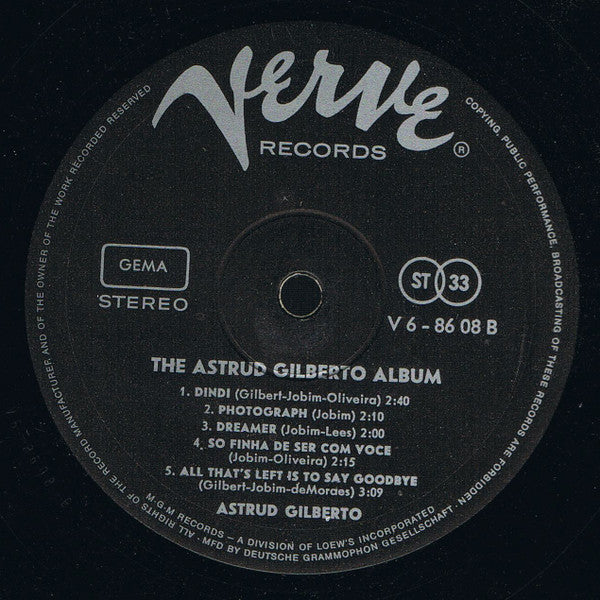 Verve
RECORDS ®
GEMA
STEREO
ST 33
V 6 - 86 08 B
THE ASTRUD GILBERTO ALBUM
1. DINDI (Gilbert-Jobim-Oliveira) 2:40
2. PHOTOGRAPH (Jobim) 2:10
3. DREAMER (Jobim-Lees) 2:00
4. SO FINHA DE SER COM VOCE
(Jobim-Oliveira) 2:15
5. ALL THAT'S LEFT IS TO SAY GOODBYE
(Gilbert-Jobim-deMoraes) 3:09
ASTRUD GILBERTO
M.G.M RECORDS – A DIVISION OF LOEW'S INCORPORATED
· ALL RIGHTS OF THE RECORD MANUFACTURER AND OF THE OWNER OF THE WORK RECORDED RESERVED
COPYING, PUBLIC PERFORMANCE, BROADCASTING OF THESE RECORDS ARE FORBIDDEN
· MFD BY DEUTSCHE GRAMMOPHON GESELLSCHAFT ·